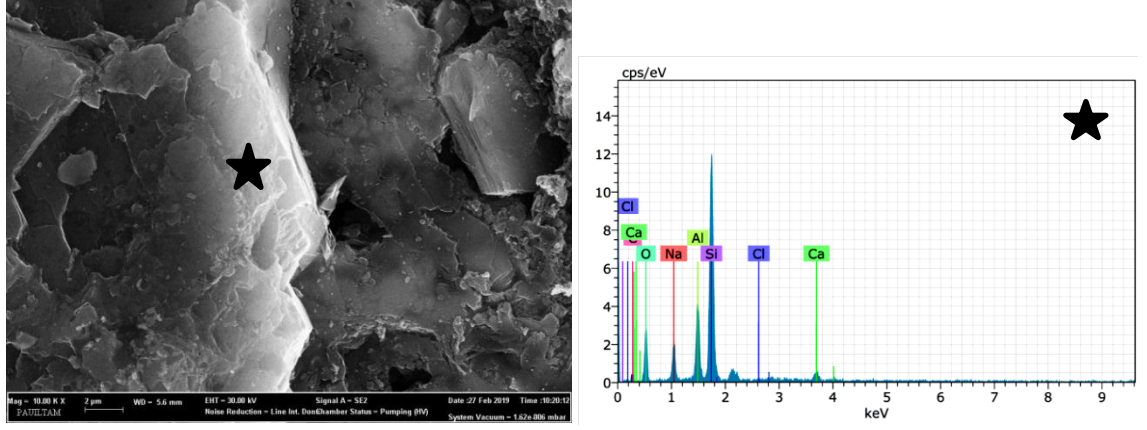 Mag = 10.00 K X
2 µm
WD = 5.6 mm
EHT = 30.00 kV
Signal A = SE2
Date :27 Feb 2019
Time :10:20:12
PAUILTAM
Noise Reduction = Line Int. Done
Chamber Status = Pumping (HV)
System Vacuum = 1.62e-006 mbar
cps/eV
14
12
10
8
6
4
2
0
Cl
Ca
C
O
Na
Al
Si
Cl
Ca
0 1 2 3 4 5 6 7 8 9
keV